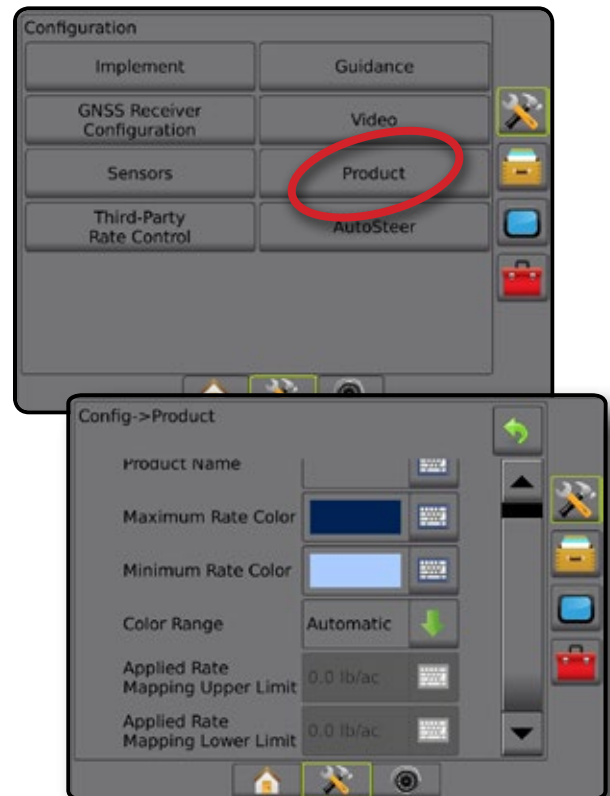 Configuration
Implement
Guidance
GNSS Receiver
Configuration
Video
Sensors
Product
Third-Party
Rate Control
AutoSteer
Config->Product
Product Name
Maximum Rate Color
Minimum Rate Color
Color Range
Automatic
Applied Rate
Mapping Upper Limit
0.0 lb/ac
Applied Rate
Mapping Lower Limit
0.0 lb/ac